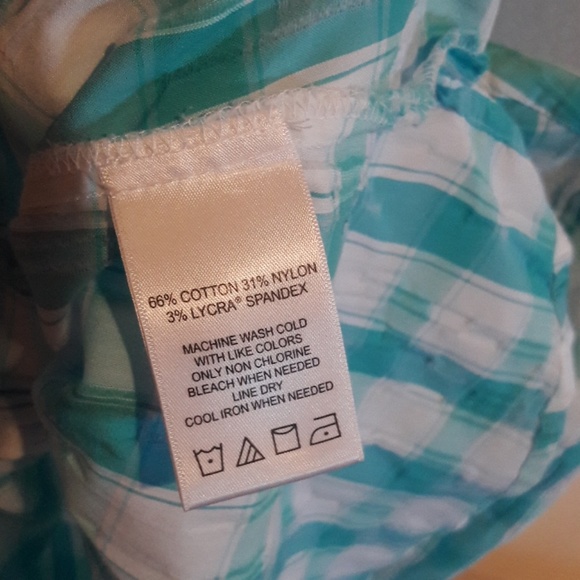 66% COTTON 31% NYLON
3% LYCRA® SPANDEX
MACHINE WASH COLD
WITH LIKE COLORS
ONLY NON CHLORINE
BLEACH WHEN NEEDED
LINE DRY
COOL IRON WHEN NEEDED